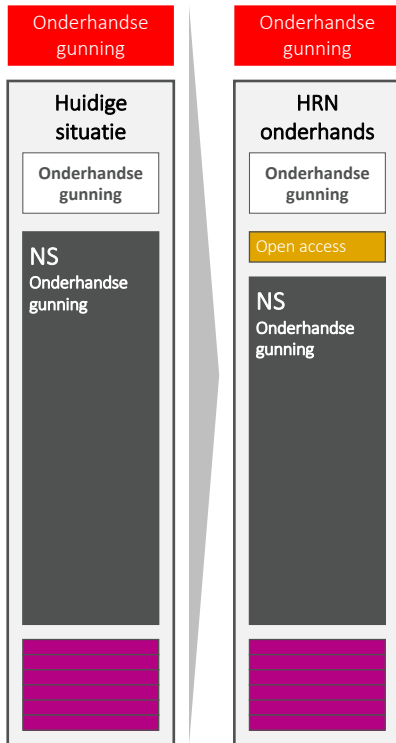 Onderhandse
gunning
Huidige
situatie
Onderhandse
gunning
NS
Onderhandse
gunning
Onderhandse
gunning
HRN
onderhands
Onderhandse
gunning
Open access
NS
Onderhandse
gunning